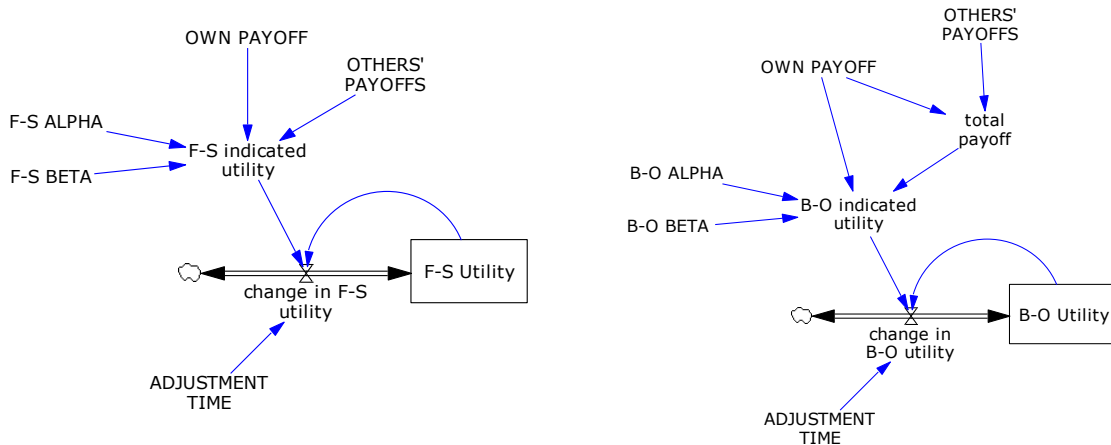 OWN PAYOFF
OTHERS'
PAYOFFS
F-S ALPHA
F-S BETA
F-S indicated
utility
F-S Utility
change in F-S
utility
ADJUSTMENT
TIME
OTHERS'
PAYOFFS
OWN PAYOFF
total
payoff
B-O ALPHA
B-O BETA
B-O indicated
utility
B-O Utility
change in
B-O utility
ADJUSTMENT
TIME